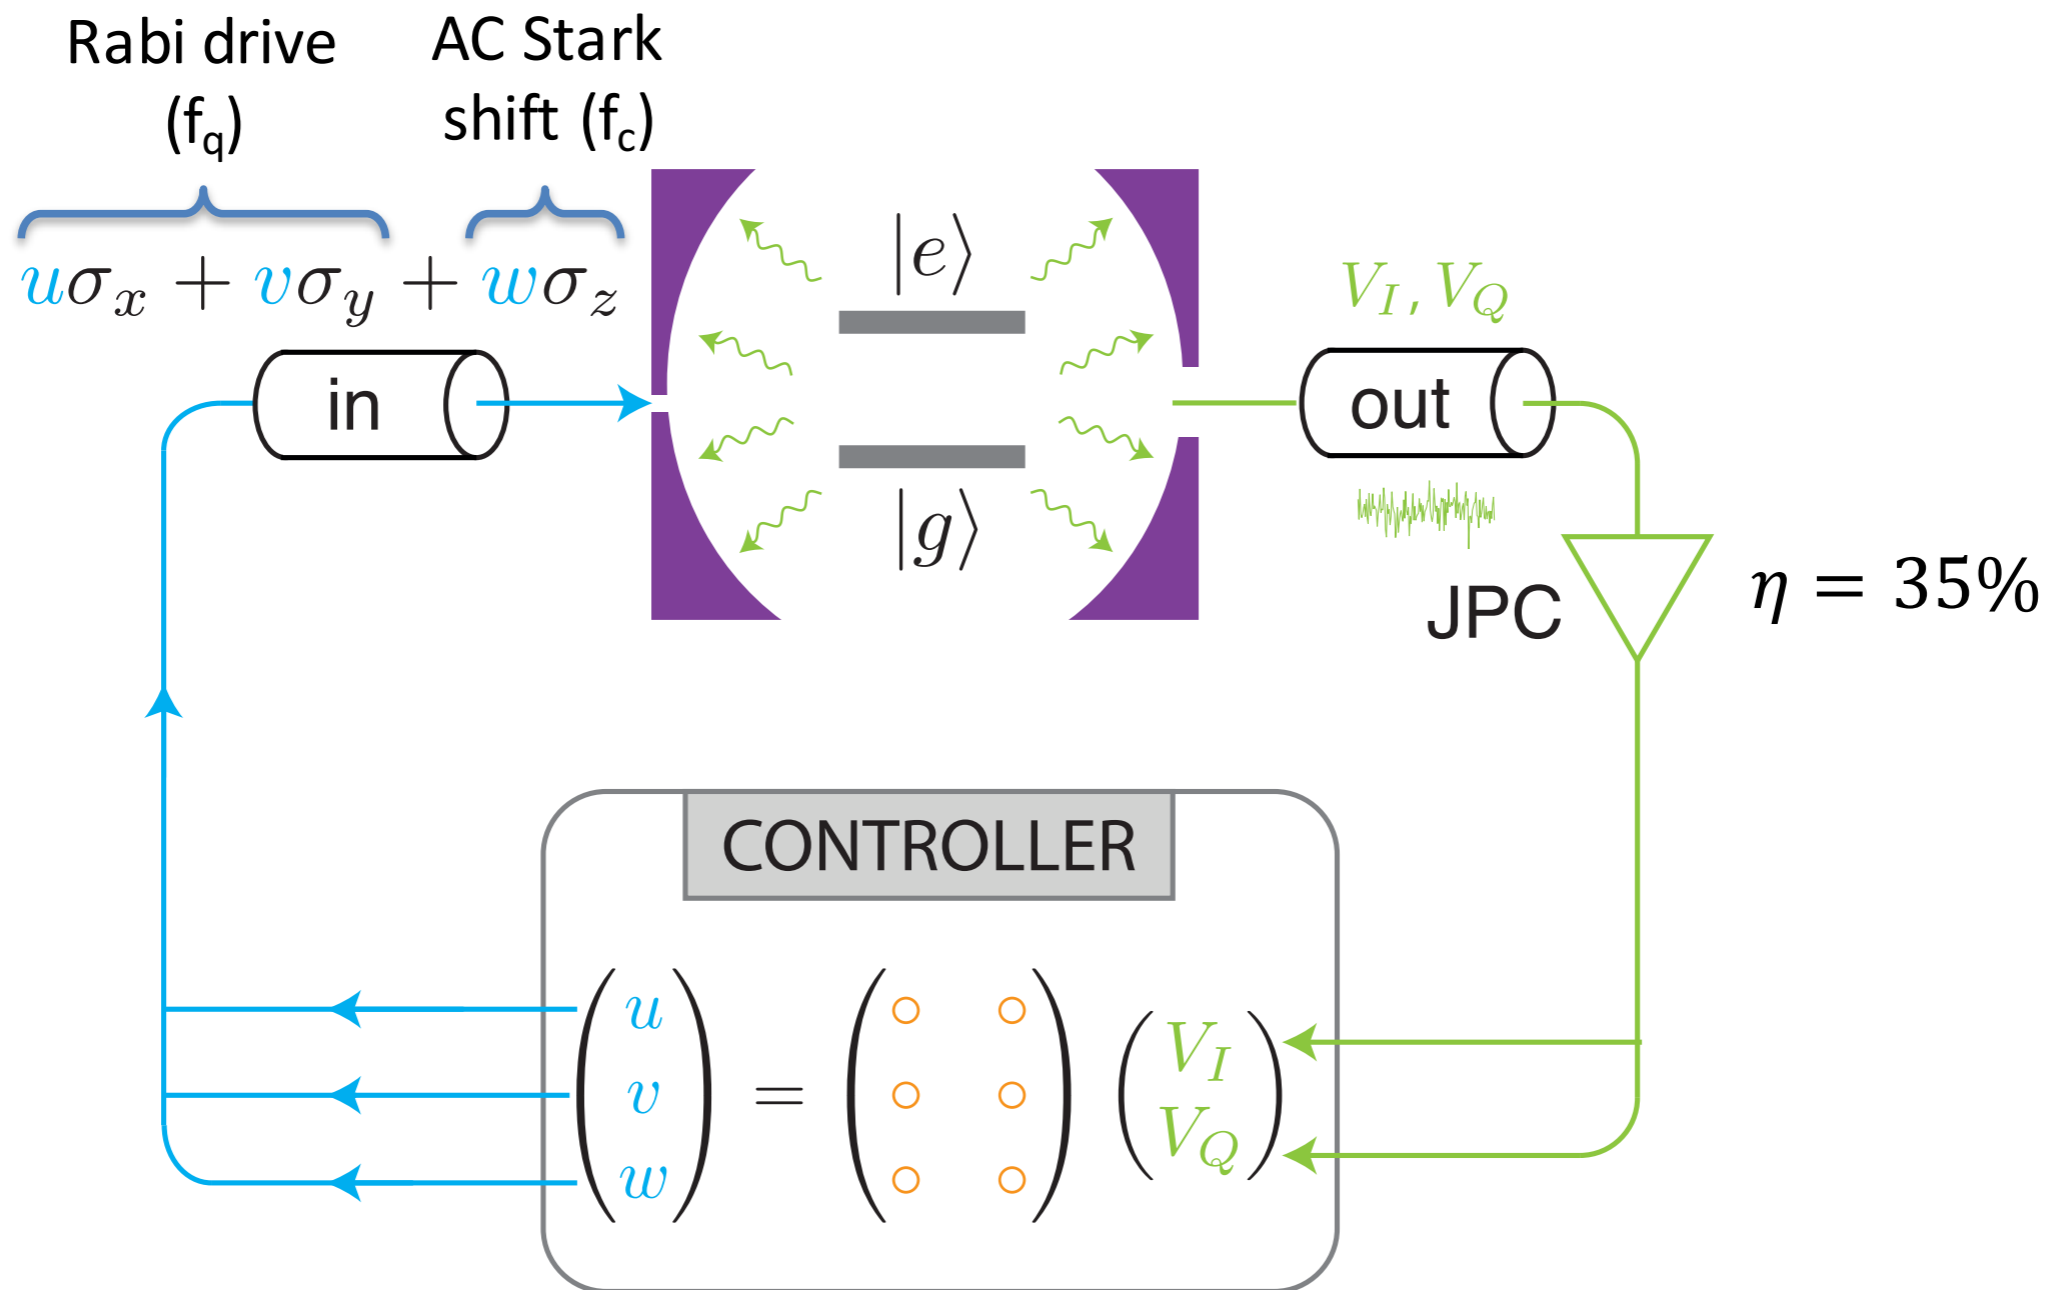 Rabi drive
(f_q)
AC Stark
shift (f_c)
uσ_x + vσ_y + wσ_z
in
|e⟩
|g⟩
V_I, V_Q
out
JPC
η = 35%
CONTROLLER
u
v
w
=
V_I
V_Q